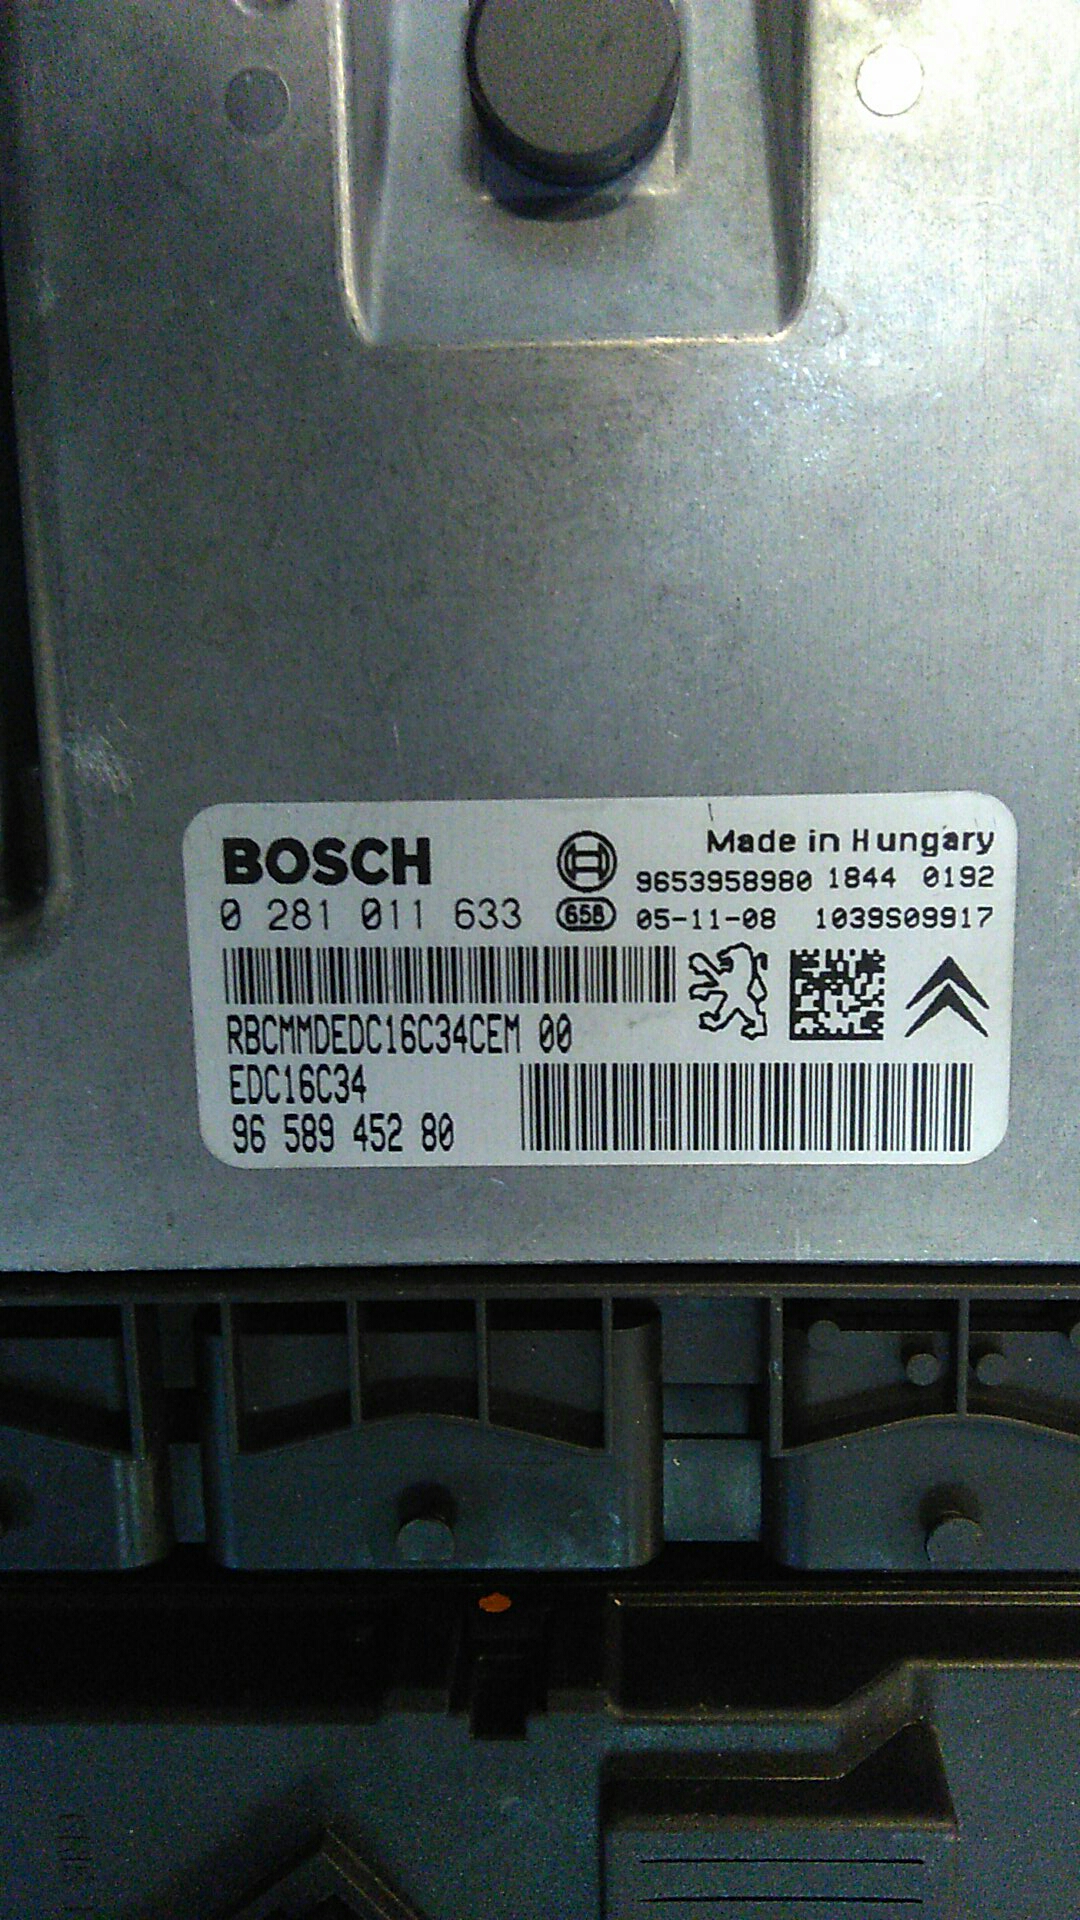 BOSCH
Made in Hungary
9653958980 1844 0192
0 281 011 633
658
05-11-08 1039S09917
RBCMMDEDC16C34CEM 00
EDC16C34
96 589 452 80